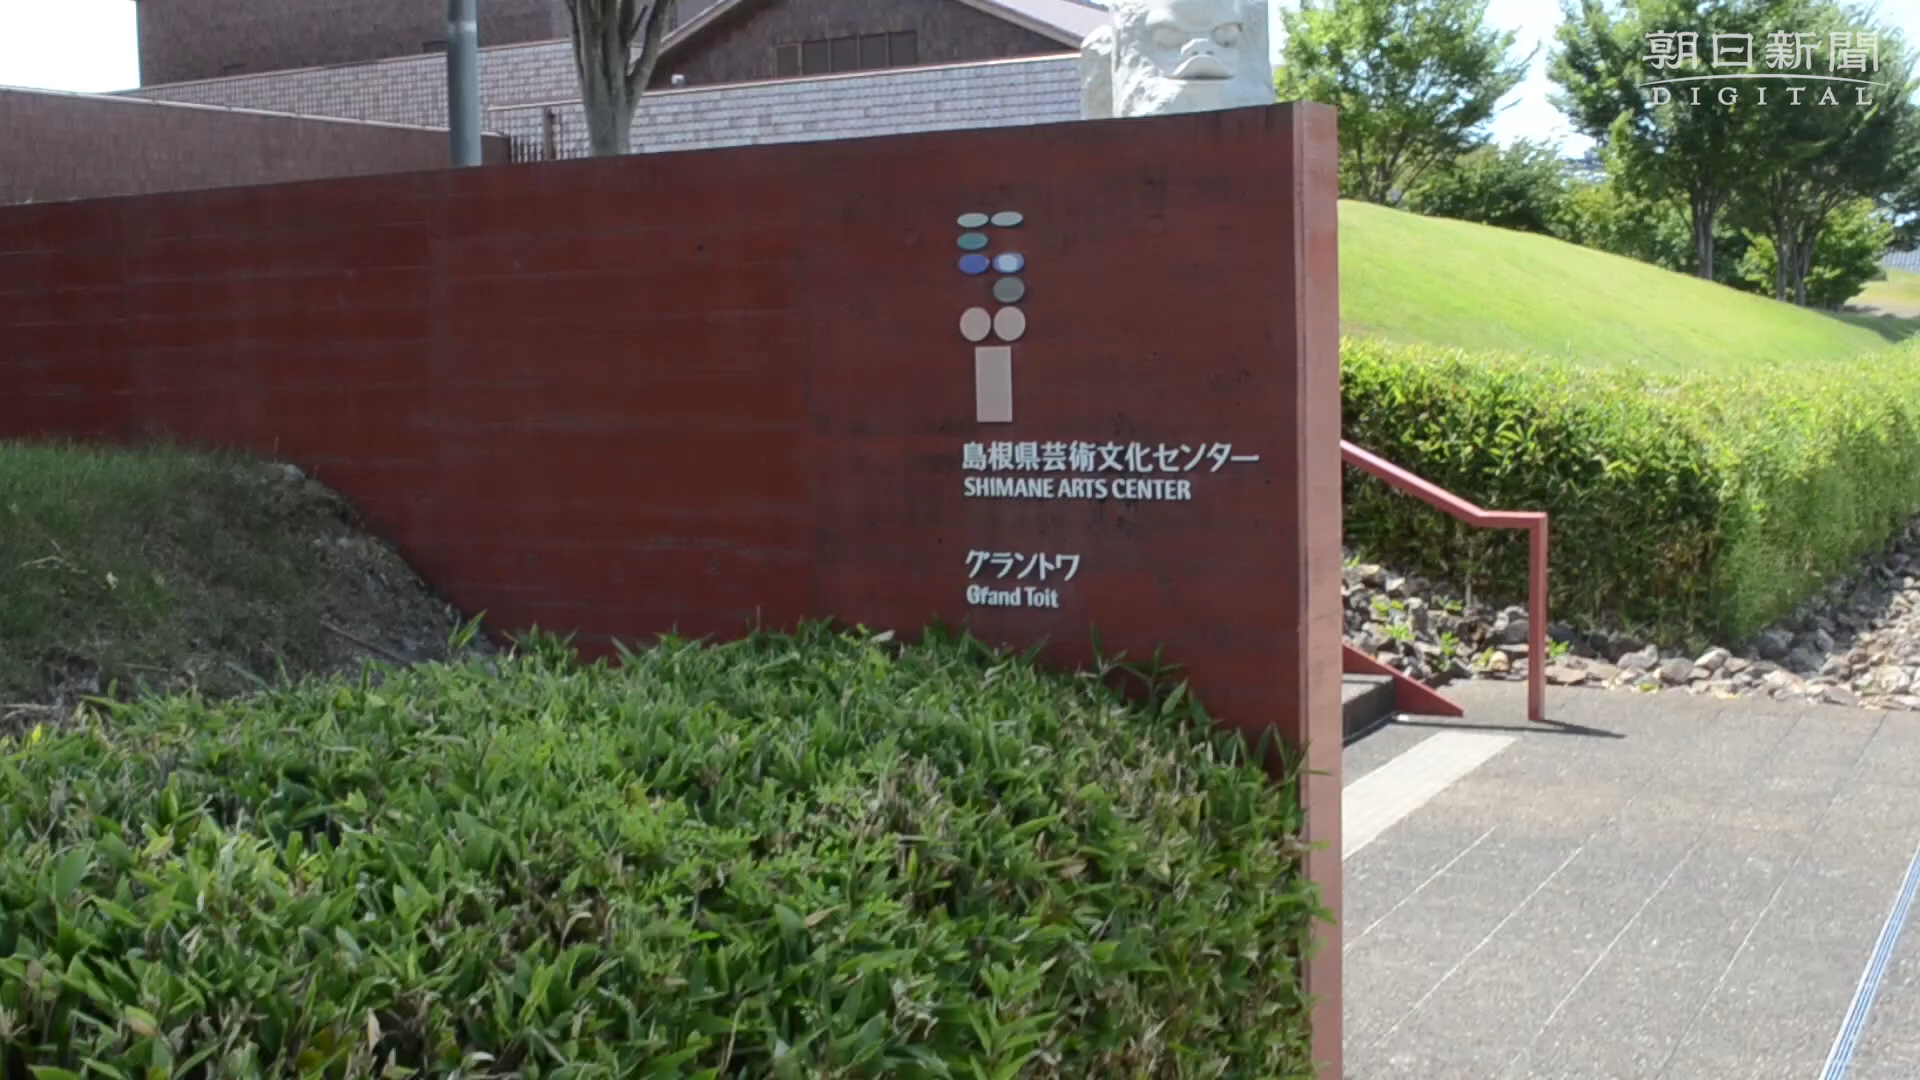 朝日新聞
DIGITAL
島根県芸術文化センター
SHIMANE ARTS CENTER
グラントワ
Grand Toit